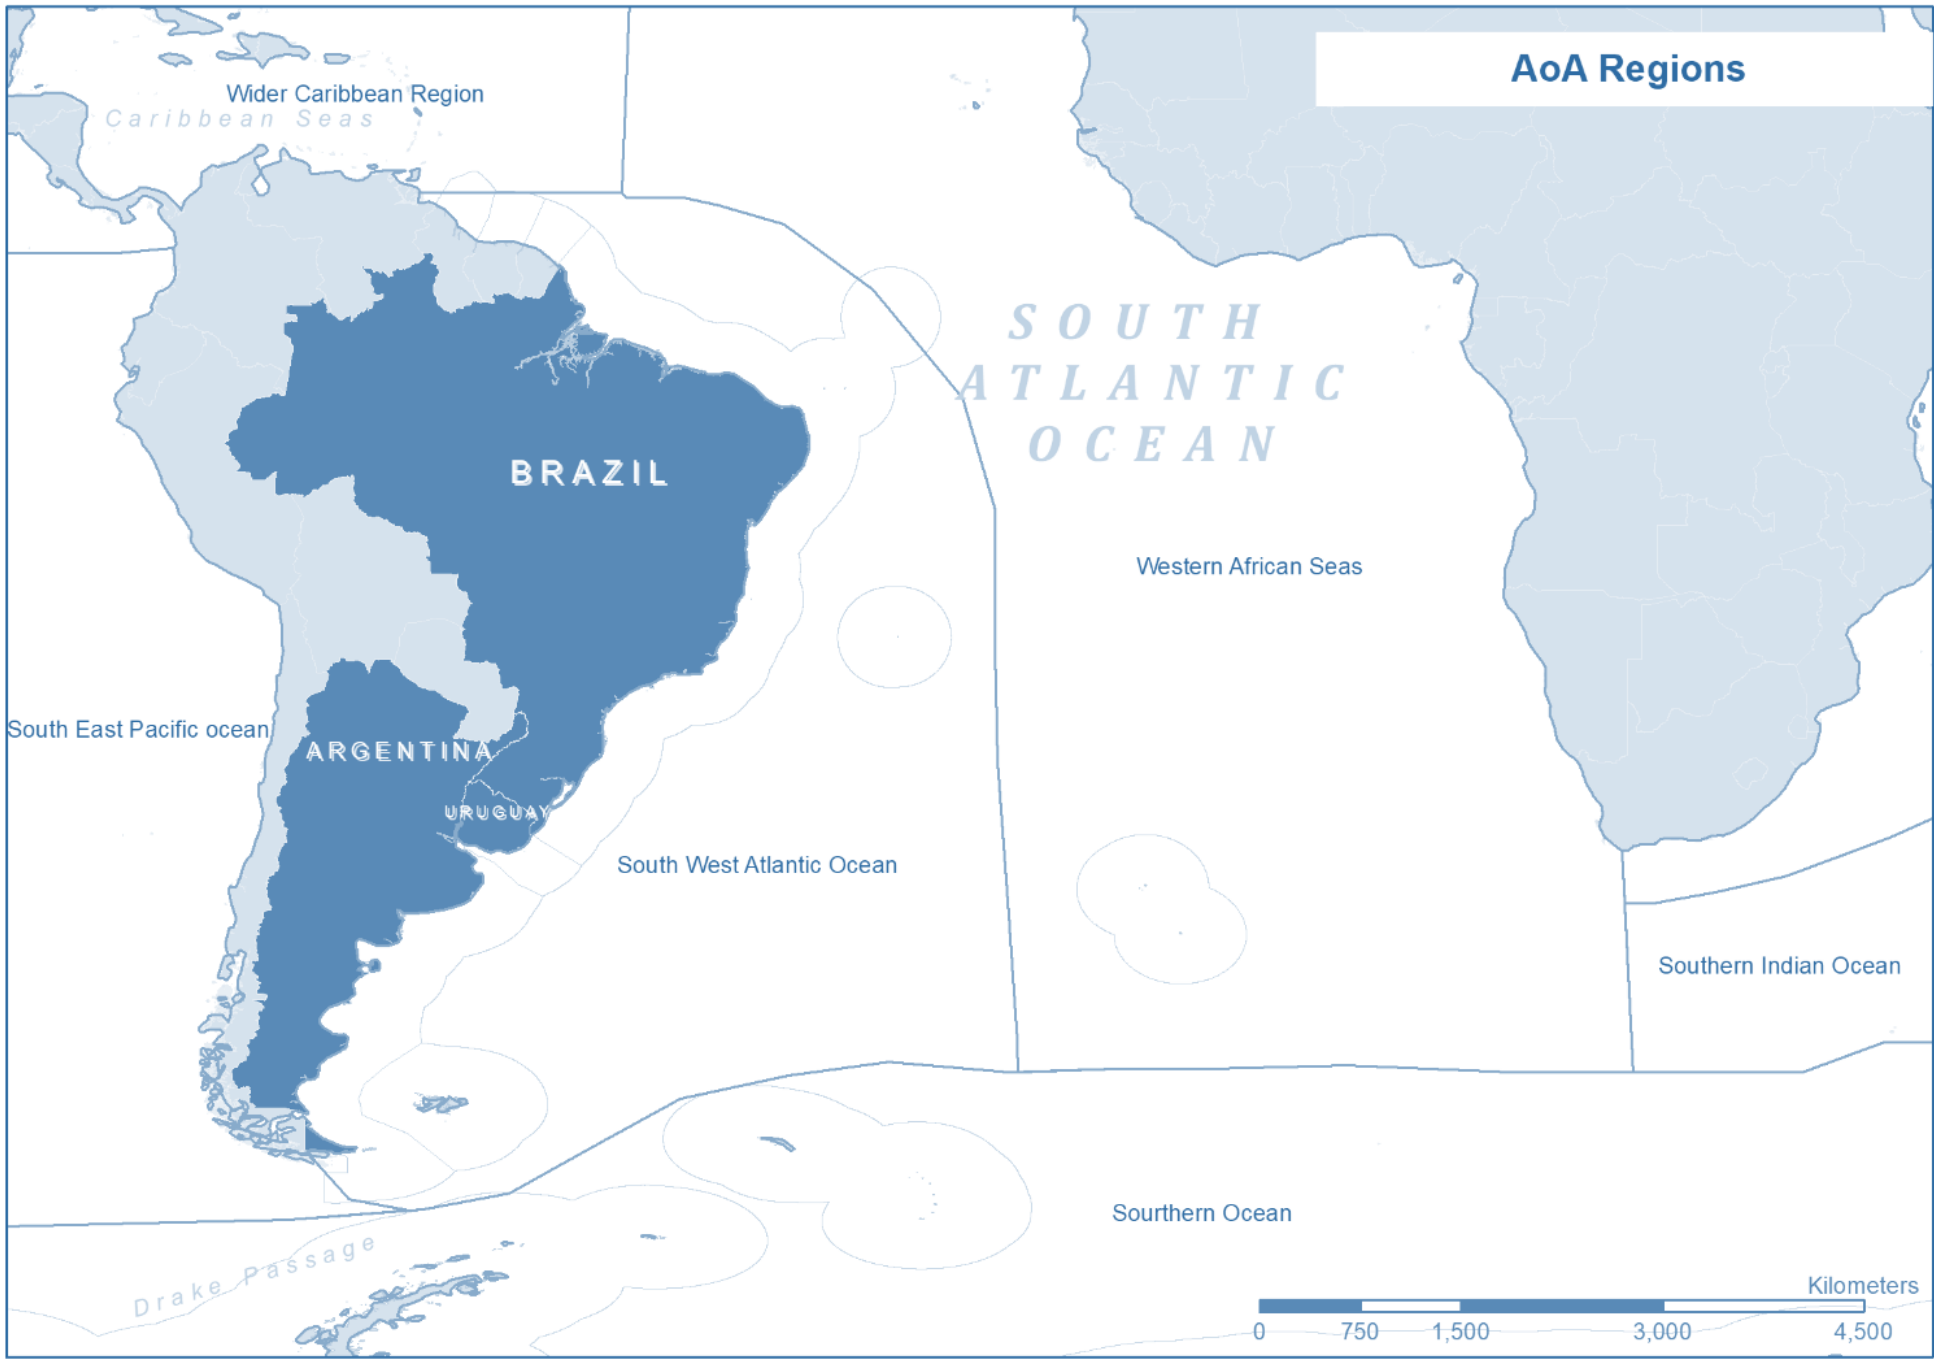 AoA Regions
Wider Caribbean Region
Caribbean Seas
SOUTH
ATLANTIC
OCEAN
BRAZIL
Western African Seas
South East Pacific ocean
ARGENTINA
URUGUAY
South West Atlantic Ocean
Southern Indian Ocean
Sourthern Ocean
Drake Passage
Kilometers
0 750 1,500 3,000 4,500